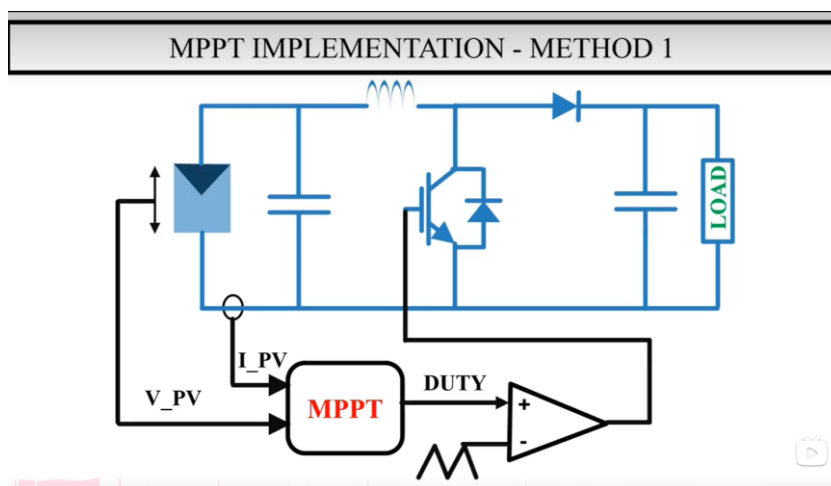 MPPT IMPLEMENTATION - METHOD 1
LOAD
I_PV
V_PV
MPPT
DUTY
+
-